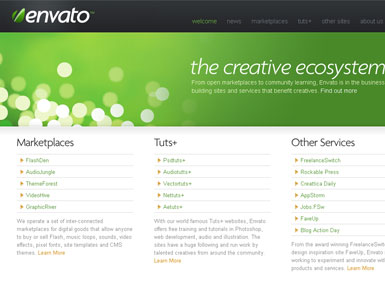 envato
welcome news marketplaces tuts+ other sites about us
the creative ecosystem
From open marketplaces to community learning, Envato is in the business
building sites and services that benefit creatives. Find out more
Marketplaces
FlashDen
AudioJungle
ThemeForest
VideoHive
GraphicRiver
We operate a set of inter-connected
marketplaces for digital goods that allow anyone
to buy or sell Flash, music loops, sounds, video
effects, pixel fonts, site templates and CMS
themes. Learn More
Tuts+
Psdtuts+
Audiotuts+
Vectortuts+
Nettuts+
Aetuts+
With our world famous Tuts+ websites, Envato
offers free training and tutorials in Photoshop,
web development, audio and illustration. The
sites have a huge following and run work by
talented creatives from around the community.
Learn More
Other Services
FreelanceSwitch
Rockable Press
Creattica Daily
AppStorm
Jobs.FSw
FaveUp
Blog Action Day
From the award winning FreelanceSwitch
design inspiration site FaveUp, Envato is
working to experiment and innovate with
products and services. Learn More